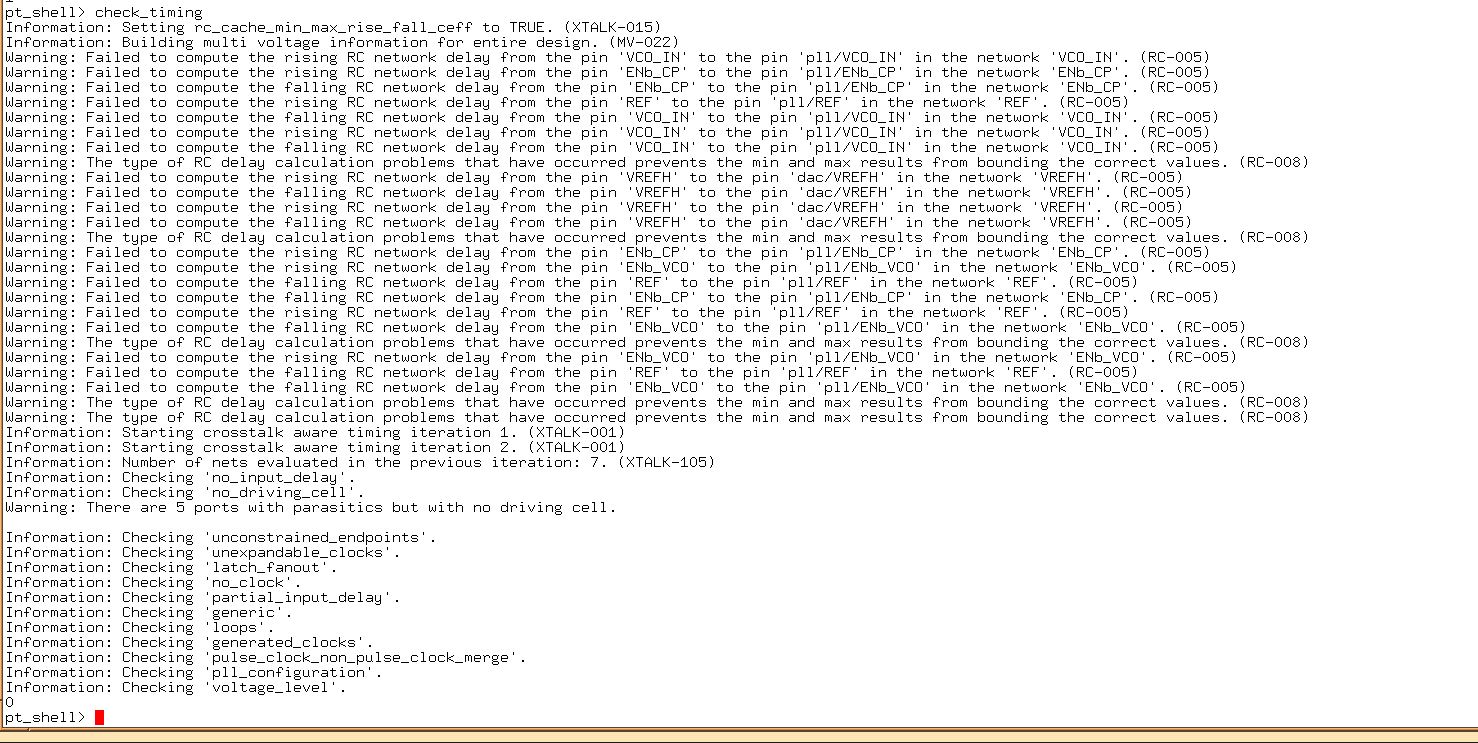 pt_shell> check_timing
Information: Setting rc_cache_min_max_rise_fall_ceff to TRUE. (XTALK-015)
Information: Building multi voltage information for entire design. (MV-022)
Warning: Failed to compute the rising RC network delay from the pin 'VCO_IN' to the pin 'pll/VCO_IN' in the network 'VCO_IN'. (RC-005)
Warning: Failed to compute the rising RC network delay from the pin 'ENb_CP' to the pin 'pll/ENb_CP' in the network 'ENb_CP'. (RC-005)
Warning: Failed to compute the falling RC network delay from the pin 'ENb_CP' to the pin 'pll/ENb_CP' in the network 'ENb_CP'. (RC-005)
Warning: Failed to compute the rising RC network delay from the pin 'REF' to the pin 'pll/REF' in the network 'REF'. (RC-005)
Warning: Failed to compute the falling RC network delay from the pin 'VCO_IN' to the pin 'pll/VCO_IN' in the network 'VCO_IN'. (RC-005)
Warning: Failed to compute the rising RC network delay from the pin 'VCO_IN' to the pin 'pll/VCO_IN' in the network 'VCO_IN'. (RC-005)
Warning: Failed to compute the falling RC network delay from the pin 'VCO_IN' to the pin 'pll/VCO_IN' in the network 'VCO_IN'. (RC-005)
Warning: The type of RC delay calculation problems that have occurred prevents the min and max results from bounding the correct values. (RC-008)
Warning: Failed to compute the rising RC network delay from the pin 'VREFH' to the pin 'dac/VREFH' in the network 'VREFH'. (RC-005)
Warning: Failed to compute the falling RC network delay from the pin 'VREFH' to the pin 'dac/VREFH' in the network 'VREFH'. (RC-005)
Warning: Failed to compute the rising RC network delay from the pin 'VREFH' to the pin 'dac/VREFH' in the network 'VREFH'. (RC-005)
Warning: Failed to compute the falling RC network delay from the pin 'VREFH' to the pin 'dac/VREFH' in the network 'VREFH'. (RC-005)
Warning: The type of RC delay calculation problems that have occurred prevents the min and max results from bounding the correct values. (RC-008)
Warning: Failed to compute the rising RC network delay from the pin 'ENb_CP' to the pin 'pll/ENb_CP' in the network 'ENb_CP'. (RC-005)
Warning: Failed to compute the rising RC network delay from the pin 'ENb_VCO' to the pin 'pll/ENb_VCO' in the network 'ENb_VCO'. (RC-005)
Warning: Failed to compute the falling RC network delay from the pin 'REF' to the pin 'pll/REF' in the network 'REF'. (RC-005)
Warning: Failed to compute the falling RC network delay from the pin 'ENb_CP' to the pin 'pll/ENb_CP' in the network 'ENb_CP'. (RC-005)
Warning: Failed to compute the rising RC network delay from the pin 'REF' to the pin 'pll/REF' in the network 'REF'. (RC-005)
Warning: Failed to compute the falling RC network delay from the pin 'ENb_VCO' to the pin 'pll/ENb_VCO' in the network 'ENb_VCO'. (RC-005)
Warning: The type of RC delay calculation problems that have occurred prevents the min and max results from bounding the correct values. (RC-008)
Warning: Failed to compute the rising RC network delay from the pin 'ENb_VCO' to the pin 'pll/ENb_VCO' in the network 'ENb_VCO'. (RC-005)
Warning: Failed to compute the falling RC network delay from the pin 'REF' to the pin 'pll/REF' in the network 'REF'. (RC-005)
Warning: Failed to compute the falling RC network delay from the pin 'ENb_VCO' to the pin 'pll/ENb_VCO' in the network 'ENb_VCO'. (RC-005)
Warning: The type of RC delay calculation problems that have occurred prevents the min and max results from bounding the correct values. (RC-008)
Warning: The type of RC delay calculation problems that have occurred prevents the min and max results from bounding the correct values. (RC-008)
Information: Starting crosstalk aware timing iteration 1. (XTALK-001)
Information: Starting crosstalk aware timing iteration 2. (XTALK-001)
Information: Number of nets evaluated in the previous iteration: 7. (XTALK-105)
Information: Checking 'no_input_delay'.
Information: Checking 'no_driving_cell'.
Warning: There are 5 ports with parasitics but with no driving cell.
Information: Checking 'unconstrained_endpoints'.
Information: Checking 'unexpandable_clocks'.
Information: Checking 'latch_fanout'.
Information: Checking 'no_clock'.
Information: Checking 'partial_input_delay'.
Information: Checking 'generic'.
Information: Checking 'loops'.
Information: Checking 'generated_clocks'.
Information: Checking 'pulse_clock_non_pulse_clock_merge'.
Information: Checking 'pll_configuration'.
Information: Checking 'voltage_level'.
0
pt_shell>